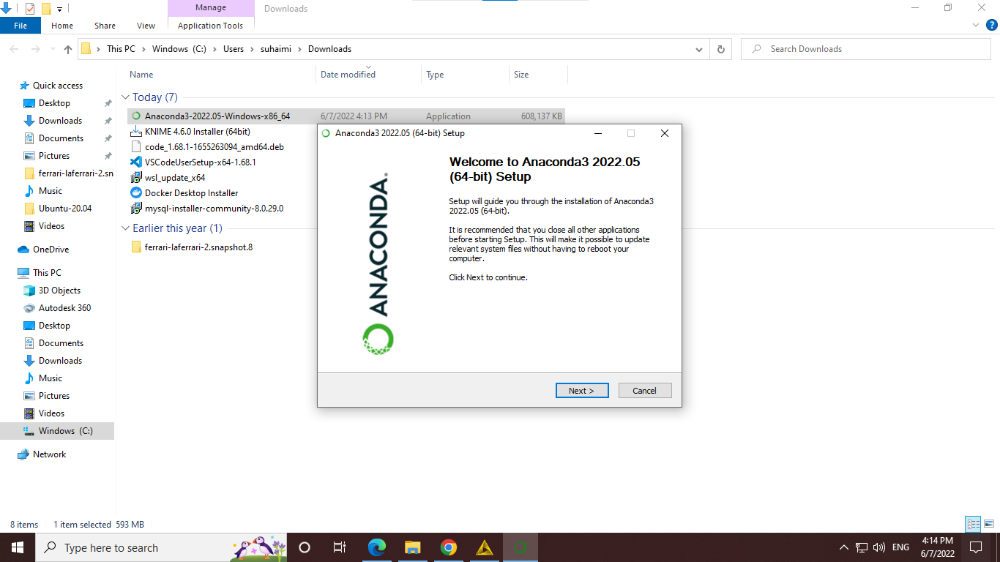 Manage
Downloads
File
Home
Share
View
Application Tools
This PC
Windows (C:)
Users
suhaimi
Downloads
Search Downloads
Name
Date modified
Type
Size
Quick access
Desktop
Downloads
Documents
Pictures
ferrari-laferrari-2.sn
Music
Ubuntu-20.04
Videos
OneDrive
This PC
3D Objects
Autodesk 360
Desktop
Documents
Downloads
Music
Pictures
Videos
Windows (C:)
Network
Today (7)
Anaconda3-2022.05-Windows-x86_64 6/7/2022 4:13 PM Application 608,137 KB
KNIME 4.6.0 Installer (64bit)
code_1.68.1-1655263094_amd64.deb
VSCodeUserSetup-x64-1.68.1
wsl_update_x64
Docker Desktop Installer
mysql-installer-community-8.0.29.0
Earlier this year (1)
ferrari-laferrari-2.snapshot.8
Anaconda3 2022.05 (64-bit) Setup
ANACONDA.
Welcome to Anaconda3 2022.05
(64-bit) Setup
Setup will guide you through the installation of Anaconda3
2022.05 (64-bit).
It is recommended that you close all other applications
before starting Setup. This will make it possible to update
relevant system files without having to reboot your
computer.
Click Next to continue.
Next >
Cancel
8 items
1 item selected 593 MB
Type here to search
ENG
4:14 PM
6/7/2022